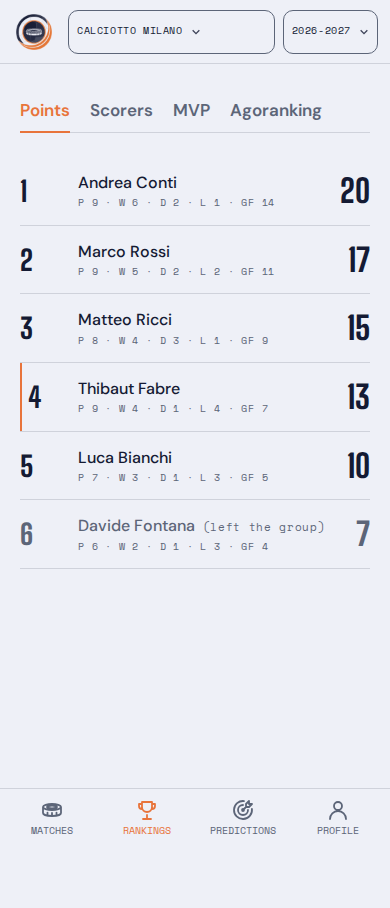 CALCIOTTO MILANO
2026-2027
Points Scorers MVP Agoranking
1 Andrea Conti 20
P 9 · W 6 · D 2 · L 1 · GF 14
2 Marco Rossi 17
P 9 · W 5 · D 2 · L 2 · GF 11
3 Matteo Ricci 15
P 8 · W 4 · D 3 · L 1 · GF 9
4 Thibaut Fabre 13
P 9 · W 4 · D 1 · L 4 · GF 7
5 Luca Bianchi 10
P 7 · W 3 · D 1 · L 3 · GF 5
6 Davide Fontana (left the group) 7
P 6 · W 2 · D 1 · L 3 · GF 4
MATCHES RANKINGS PREDICTIONS PROFILE